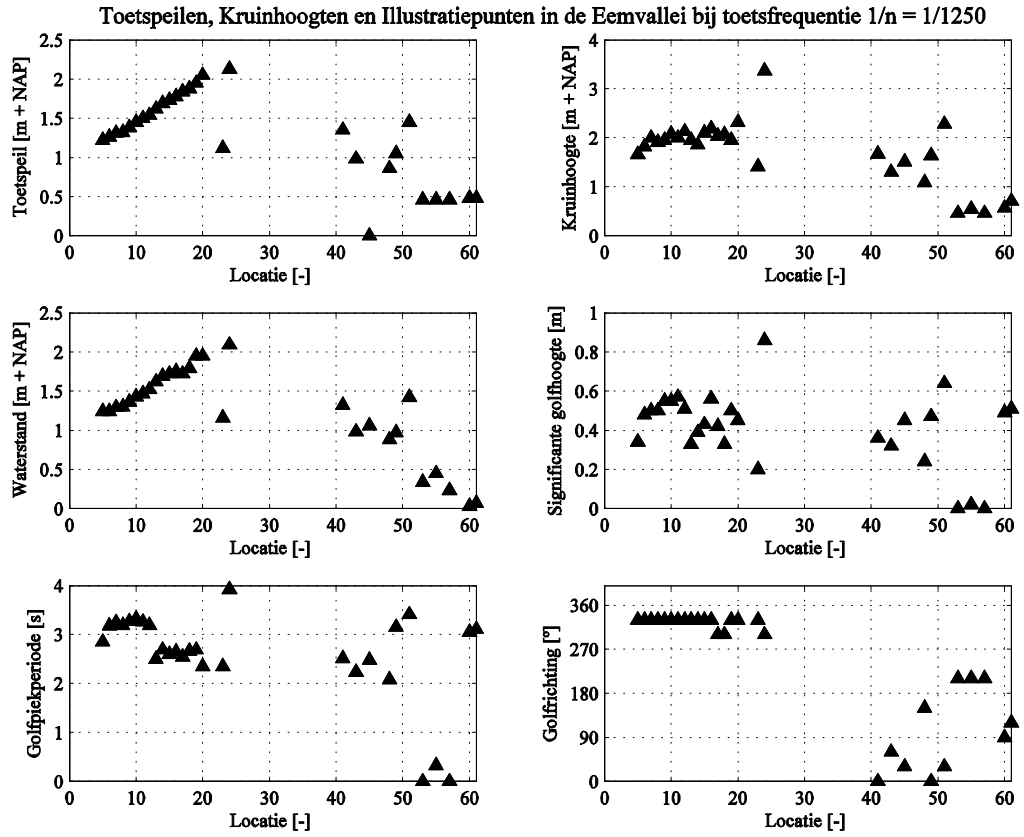 Toetspeilen, Kruinhoogten en Illustratiepunten in de Eemvallei bij toetsfrequentie 1/n = 1/1250
Toetspeil [m + NAP]
2.5
2
1.5
1
0.5
0
0 10 20 30 40 50 60
Locatie [-]
Kruinhoogte [m + NAP]
4
3
2
1
0
0 10 20 30 40 50 60
Locatie [-]
Waterstand [m + NAP]
2.5
2
1.5
1
0.5
0
0 10 20 30 40 50 60
Locatie [-]
Significante golfhoogte [m]
1
0.8
0.6
0.4
0.2
0
0 10 20 30 40 50 60
Locatie [-]
Golfpiekperiode [s]
4
3
2
1
0
0 10 20 30 40 50 60
Locatie [-]
Golfrichting [º]
360
270
180
90
0
0 10 20 30 40 50 60
Locatie [-]